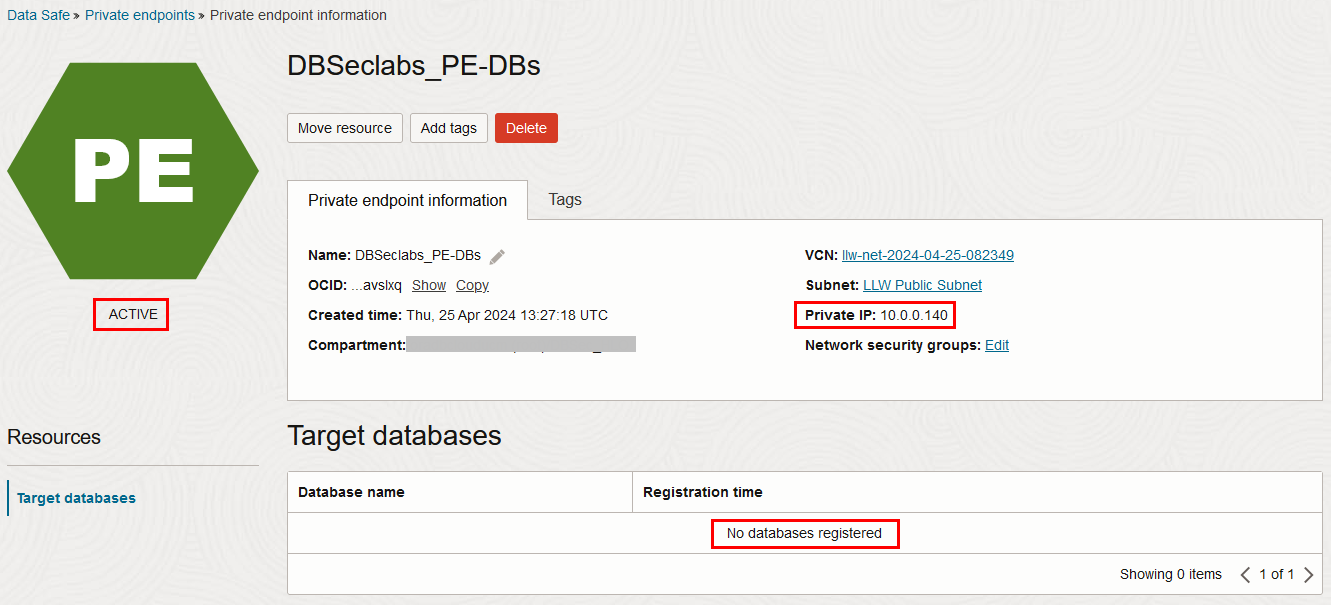 Data Safe » Private endpoints » Private endpoint information
PE
ACTIVE
DBSeclabs_PE-DBs
Move resource Add tags Delete
Private endpoint information Tags
Name: DBSeclabs_PE-DBs
OCID: ...avslxq Show Copy
Created time: Thu, 25 Apr 2024 13:27:18 UTC
Compartment:
VCN: llw-net-2024-04-25-082349
Subnet: LLW Public Subnet
Private IP: 10.0.0.140
Network security groups: Edit
Resources
Target databases
Target databases
Database name Registration time
No databases registered
Showing 0 items 1 of 1